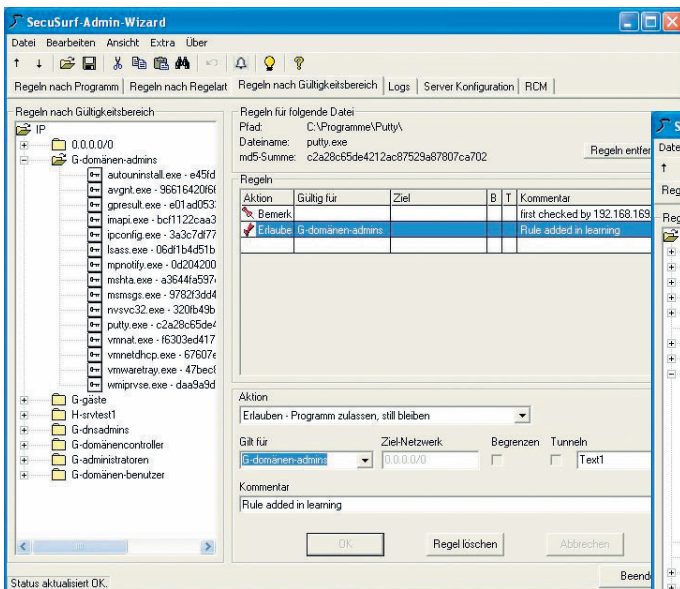 SecuSurf-Admin-Wizard
Datei Bearbeiten Ansicht Extra Über
Regeln nach Programm Regeln nach Regelart Regeln nach Gültigkeitsbereich Logs Server Konfiguration RCM
Regeln nach Gültigkeitsbereich
IP
0.0.0.0/0
G-domänen-admins
autouninstall.exe - e45fd
avgnt.exe - 96616420f66
gpresult.exe - e01ad053
imapi.exe - bcf1122caa3
ipconfig.exe - 3a3c7df77
lsass.exe - 06df1b4d51b
mpnotify.exe - 0d204200
mshta.exe - a3644fa597
msmsgs.exe - 9782f3dd4
nvsvc32.exe - 320fb49b
putty.exe - c2a28c65de4
vmnat.exe - f6303ed417
vmnetdhcp.exe - 67607e
vmwaretray.exe - 47bec8
wmiprvse.exe - daa9a9d
G-gäste
H-srvtest1
G-dnsadmins
G-domänencontroller
G-administratoren
G-domänen-benutzer
Status aktualisiert OK.
Regeln für folgende Datei
Pfad: C:\Programme\Putty\
Dateiname: putty.exe
md5-Summe: c2a28c65de4212ac87529a87807ca702
Regeln entfer
Regeln
Aktion Gültig für Ziel B T Kommentar
Bemerk first checked by 192.168.169.
Erlaube G-domänen-admins Rule added in learning
Aktion
Erlauben - Programm zulassen, still bleiben
Gilt für Ziel-Netzwerk Begrenzen Tunneln
G-domänen-admins 0.0.0.0/0 Text1
Kommentar
Rule added in learning
OK Regel löschen Abbrechen
Beend
S
Date
Reg
Reg